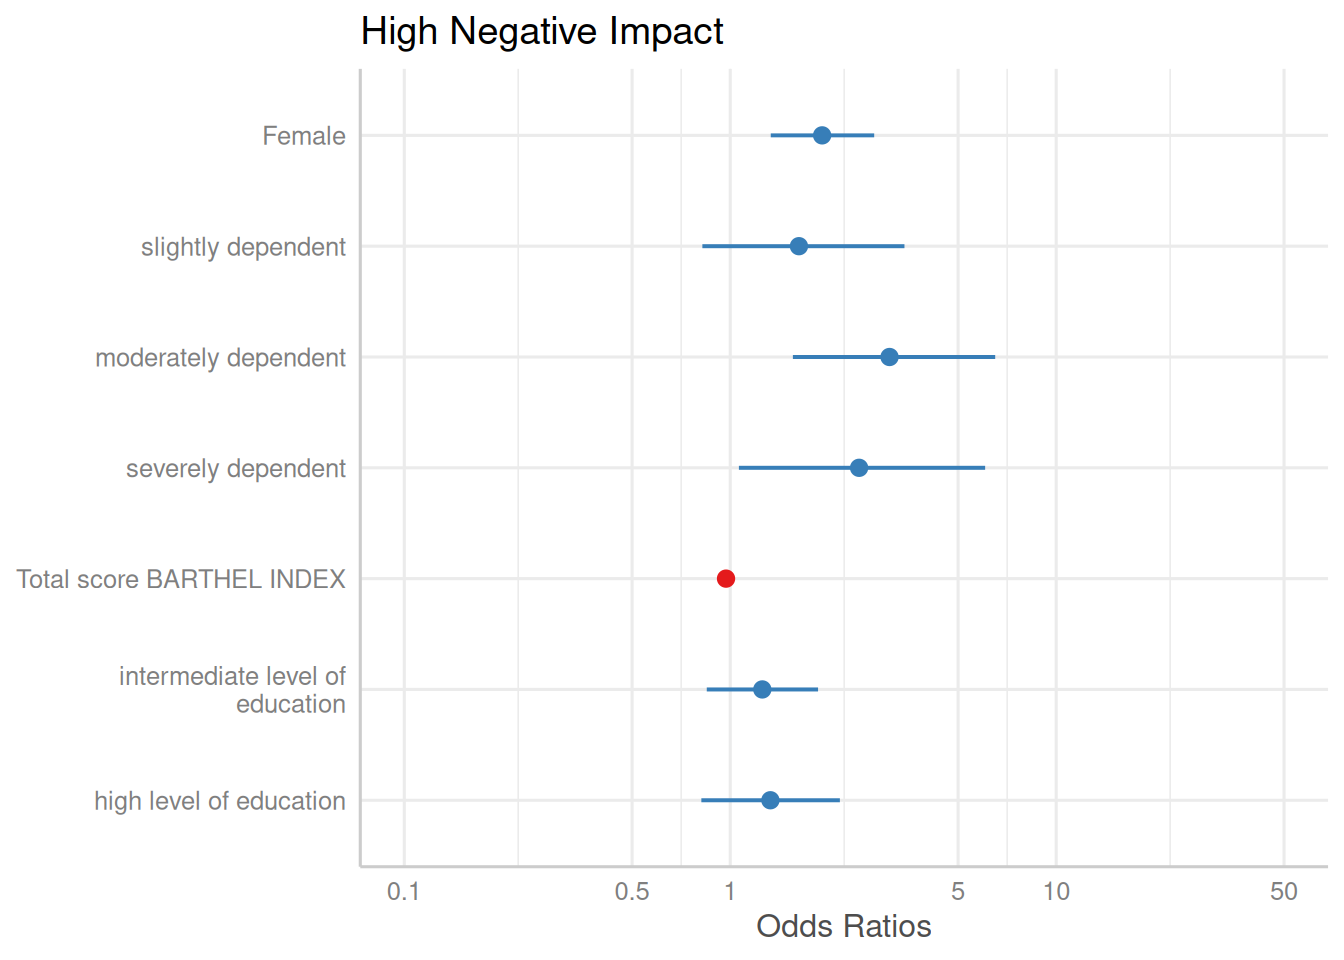 High Negative Impact
Female
slightly dependent
moderately dependent
severely dependent
Total score BARTHEL INDEX
intermediate level of
education
high level of education
0.1 0.5 1 5 10 50
Odds Ratios